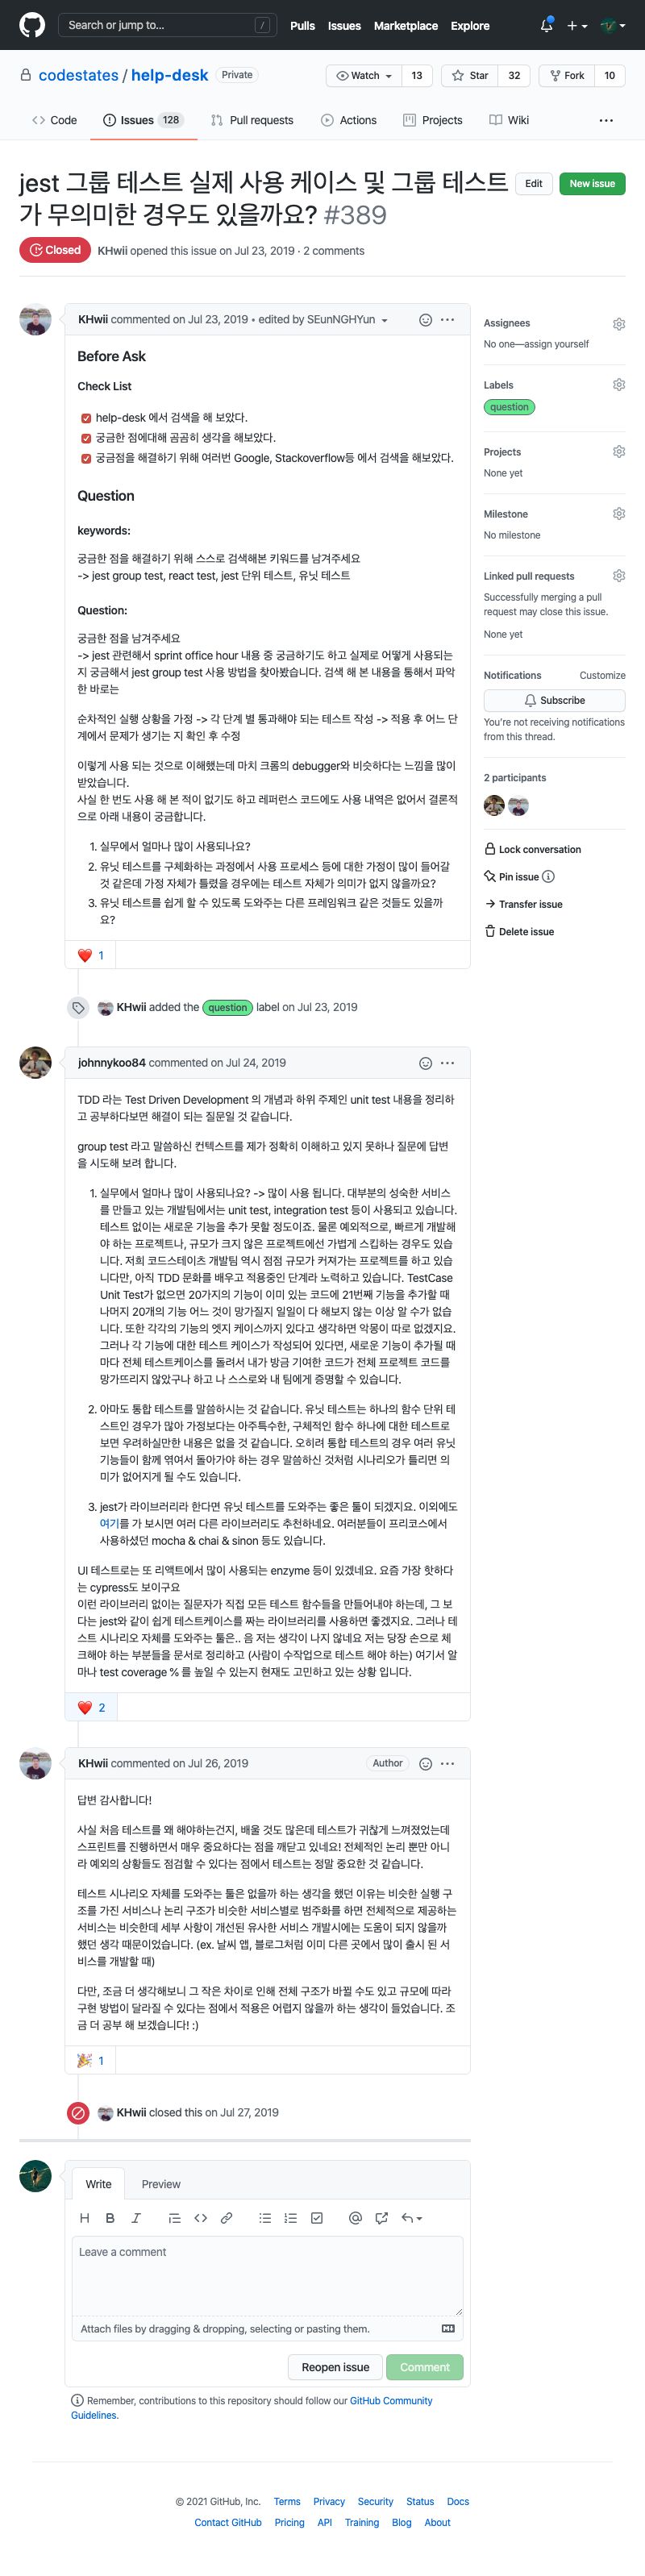 Search or jump to... /
Pulls Issues Marketplace Explore
codestates / help-desk Private
Watch 13 Star 32 Fork 10
Code Issues 128 Pull requests Actions Projects Wiki
jest 그룹 테스트 실제 사용 케이스 및 그룹 테스트
가 무의미한 경우도 있을까요? #389
Edit New issue
Closed KHwii opened this issue on Jul 23, 2019 · 2 comments
KHwii commented on Jul 23, 2019 • edited by SEunNGHYun
Before Ask
Check List
help-desk 에서 검색을 해 보았다.
궁금한 점에대해 곰곰히 생각을 해보았다.
궁금점을 해결하기 위해 여러번 Google, Stackoverflow등 에서 검색을 해보았다.
Question
keywords:
궁금한 점을 해결하기 위해 스스로 검색해본 키워드를 남겨주세요
-> jest group test, react test, jest 단위 테스트, 유닛 테스트
Question:
궁금한 점을 남겨주세요
-> jest 관련해서 sprint office hour 내용 중 궁금하기도 하고 실제로 어떻게 사용되는
지 궁금해서 jest group test 사용 방법을 찾아봤습니다. 검색 해 본 내용을 통해서 파악
한 바로는
순차적인 실행 상황을 가정 -> 각 단계 별 통과해야 되는 테스트 작성 -> 적용 후 어느 단
계에서 문제가 생기는 지 확인 후 수정
이렇게 사용 되는 것으로 이해했는데 마치 크롬의 debugger와 비슷하다는 느낌을 많이
받았습니다.
사실 한 번도 사용 해 본 적이 없기도 하고 레퍼런스 코드에도 사용 내역은 없어서 결론적
으로 아래 내용이 궁금합니다.
1. 실무에서 얼마나 많이 사용되나요?
2. 유닛 테스트를 구체화하는 과정에서 사용 프로세스 등에 대한 가정이 많이 들어갈
것 같은데 가정 자체가 틀렸을 경우에는 테스트 자체가 의미가 없지 않을까요?
3. 유닛 테스트를 쉽게 할 수 있도록 도와주는 다른 프레임워크 같은 것들도 있을까
요?
1
Assignees
No one—assign yourself
Labels
question
Projects
None yet
Milestone
No milestone
Linked pull requests
Successfully merging a pull
request may close this issue.
None yet
Notifications Customize
Subscribe
You're not receiving notifications
from this thread.
2 participants
Lock conversation
Pin issue
Transfer issue
Delete issue
KHwii added the question label on Jul 23, 2019
johnnykoo84 commented on Jul 24, 2019
TDD 라는 Test Driven Development 의 개념과 하위 주제인 unit test 내용을 정리하
고 공부하다보면 해결이 되는 질문일 것 같습니다.
group test 라고 말씀하신 컨텍스트를 제가 정확히 이해하고 있지 못하나 질문에 답변
을 시도해 보려 합니다.
1. 실무에서 얼마나 많이 사용되나요? -> 많이 사용 됩니다. 대부분의 성숙한 서비스
를 만들고 있는 개발팀에서는 unit test, integration test 등이 사용되고 있습니다.
테스트 없이는 새로운 기능을 추가 못할 정도이죠. 물론 예외적으로, 빠르게 개발해
야 하는 프로젝트나, 규모가 크지 않은 프로젝트에선 가볍게 스킵하는 경우도 있습
니다. 저희 코드스테이츠 개발팀 역시 점점 규모가 커져가는 프로젝트를 하고 있습
니다만, 아직 TDD 문화를 배우고 적용중인 단계라 노력하고 있습니다. TestCase
Unit Test가 없으면 20가지의 기능이 이미 있는 코드에 21번째 기능을 추가할 때
나머지 20개의 기능 어느 것이 망가질지 일일이 다 해보지 않는 이상 알 수가 없습
니다. 또한 각각의 기능의 엣지 케이스까지 있다고 생각하면 악몽이 따로 없겠지요.
그러나 각 기능에 대한 테스트 케이스가 작성되어 있다면, 새로운 기능이 추가될 때
마다 전체 테스트케이스를 돌려서 내가 방금 기여한 코드가 전체 프로젝트 코드를
망가뜨리지 않았구나 하고 나 스스로와 내 팀에게 증명할 수 있습니다.
2. 아마도 통합 테스트를 말씀하시는 것 같습니다. 유닛 테스트는 하나의 함수 단위 테
스트인 경우가 많아 가정보다는 아주특수한, 구체적인 함수 하나에 대한 테스트로
보면 우려하실만한 내용은 없을 것 같습니다. 오히려 통합 테스트의 경우 여러 유닛
기능들이 함께 엮여서 돌아가야 하는 경우 말씀하신 것처럼 시나리오가 틀리면 의
미가 없어지게 될 수도 있습니다.
3. jest가 라이브러리라 한다면 유닛 테스트를 도와주는 좋은 툴이 되겠지요. 이외에도
여기를 가 보시면 여러 다른 라이브러리도 추천하네요. 여러분들이 프리코스에서
사용하셨던 mocha & chai & sinon 등도 있습니다.
UI 테스트로는 또 리액트에서 많이 사용되는 enzyme 등이 있겠네요. 요즘 가장 핫하다
는 cypress도 보이구요
이런 라이브러리 없이는 질문자가 직접 모든 테스트 함수들을 만들어내야 하는데, 그 보
다는 jest와 같이 쉽게 테스트케이스를 짜는 라이브러리를 사용하면 좋겠지요. 그러나 테
스트 시나리오 자체를 도와주는 툴은.. 음 저는 생각이 나지 않네요 저는 당장 손으로 체
크해야 하는 부분들을 문서로 정리하고 (사람이 수작업으로 테스트 해야 하는) 여기서 얼
마나 test coverage % 를 높일 수 있는지 현재도 고민하고 있는 상황 입니다.
2
KHwii commented on Jul 26, 2019 Author
답변 감사합니다!
사실 처음 테스트를 왜 해야하는건지, 배울 것도 많은데 테스트가 귀찮게 느껴졌었는데
스프린트를 진행하면서 매우 중요하다는 점을 깨닫고 있네요! 전체적인 논리 뿐만 아니
라 예외의 상황들도 점검할 수 있다는 점에서 테스트는 정말 중요한 것 같습니다.
테스트 시나리오 자체를 도와주는 툴은 없을까 하는 생각을 했던 이유는 비슷한 실행 구
조를 가진 서비스나 논리 구조가 비슷한 서비스별로 범주화를 하면 전체적으로 제공하는
서비스는 비슷한데 세부 사항이 개선된 유사한 서비스 개발시에는 도움이 되지 않을까
했던 생각 때문이었습니다. (ex. 날씨 앱, 블로그처럼 이미 다른 곳에서 많이 출시 된 서
비스를 개발할 때)
다만, 조금 더 생각해보니 그 작은 차이로 인해 전체 구조가 바뀔 수도 있고 규모에 따라
구현 방법이 달라질 수 있다는 점에서 적용은 어렵지 않을까 하는 생각이 들었습니다. 조
금 더 공부 해 보겠습니다! :)
1
KHwii closed this on Jul 27, 2019
Write Preview
Leave a comment
Attach files by dragging & dropping, selecting or pasting them.
Reopen issue Comment
Remember, contributions to this repository should follow our GitHub Community
Guidelines.
© 2021 GitHub, Inc. Terms Privacy Security Status Docs
Contact GitHub Pricing API Training Blog About